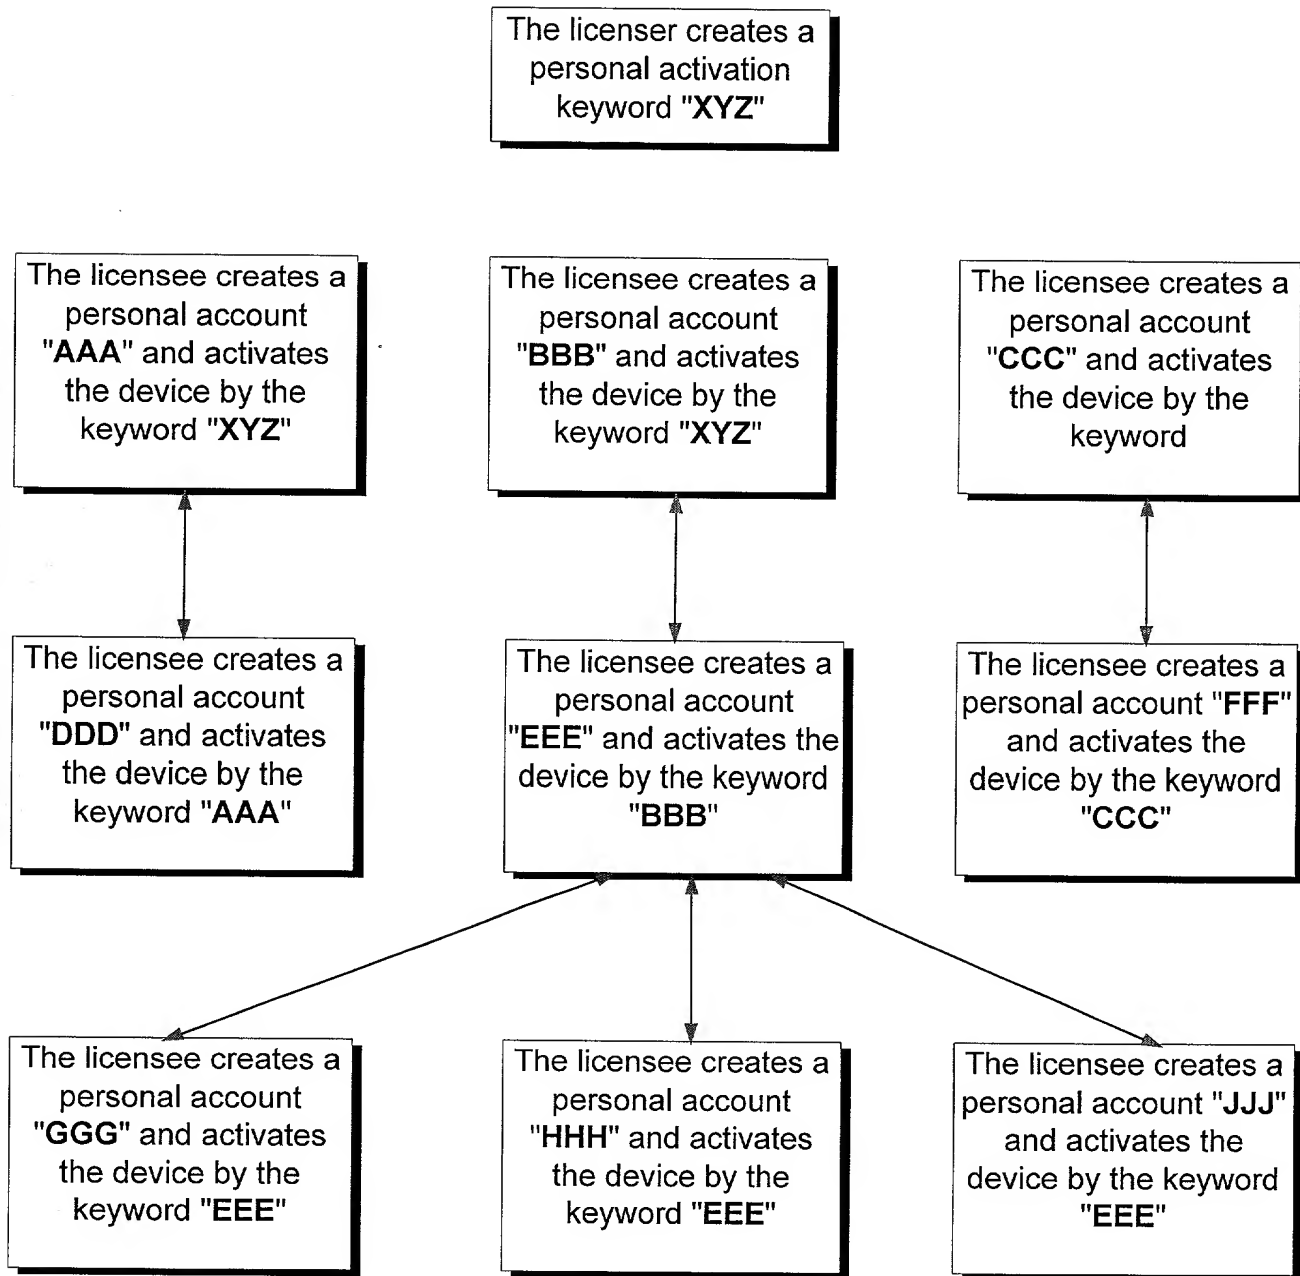 The licenser creates a
personal activation
keyword "XYZ"
The licensee creates a
personal account
"AAA" and activates
the device by the
keyword "XYZ"
The licensee creates a
personal account
"BBB" and activates
the device by the
keyword "XYZ"
The licensee creates a
personal account
"CCC" and activates
the device by the
keyword
The licensee creates a
personal account
"DDD" and activates
the device by the
keyword "AAA"
The licensee creates a
personal account
"EEE" and activates the
device by the keyword
"BBB"
The licensee creates a
personal account "FFF"
and activates the
device by the keyword
"CCC"
The licensee creates a
personal account
"GGG" and activates
the device by the
keyword "EEE"
The licensee creates a
personal account
"HHH" and activates
the device by the
keyword "EEE"
The licensee creates a
personal account "JJJ"
and activates the
device by the keyword
"EEE"